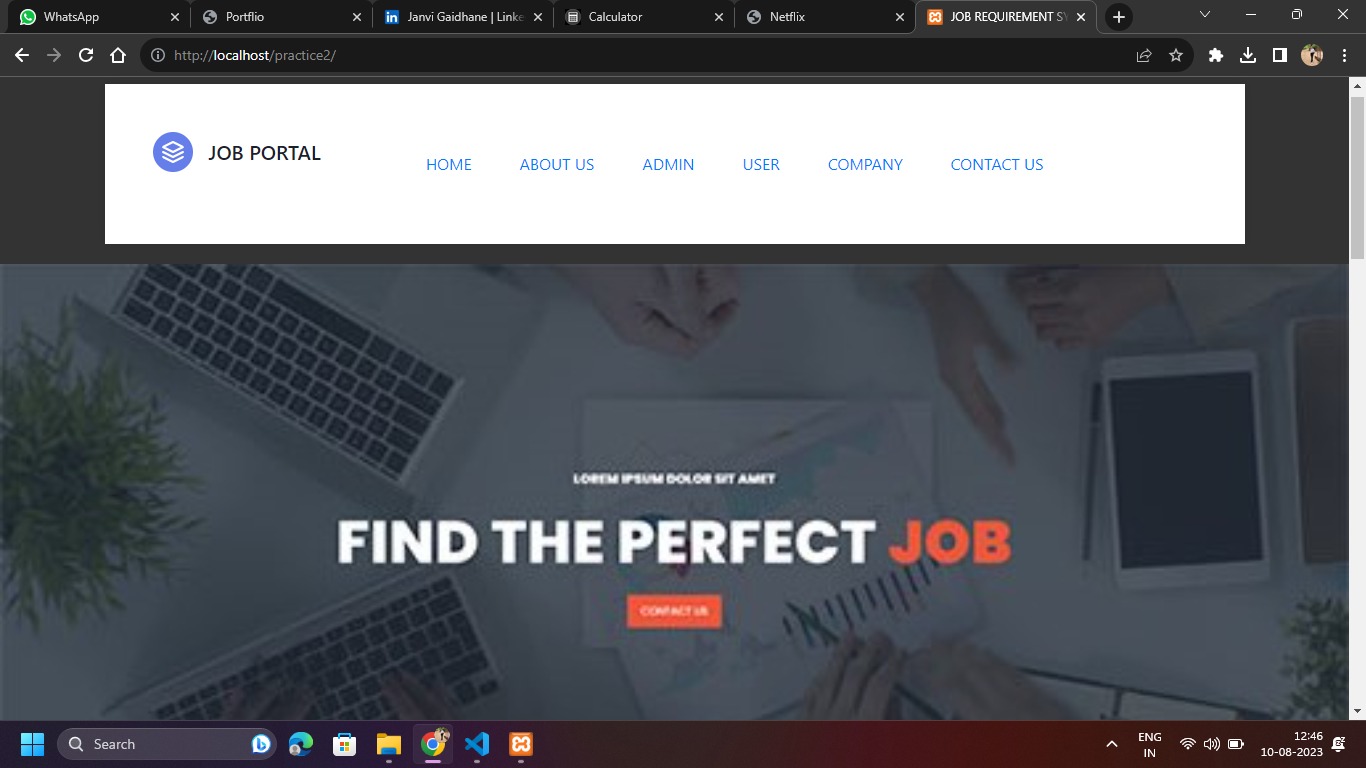 WhatsApp
Portflio
Janvi Gaidhane | Linke
Calculator
Netflix
JOB REQUIREMENT SY
http://localhost/practice2/
JOB PORTAL
HOME ABOUT US ADMIN USER COMPANY CONTACT US
LOREM IPSUM DOLOR SIT AMET
FIND THE PERFECT JOB
CONTACT US
Search
ENG
IN
12:46
10-08-2023